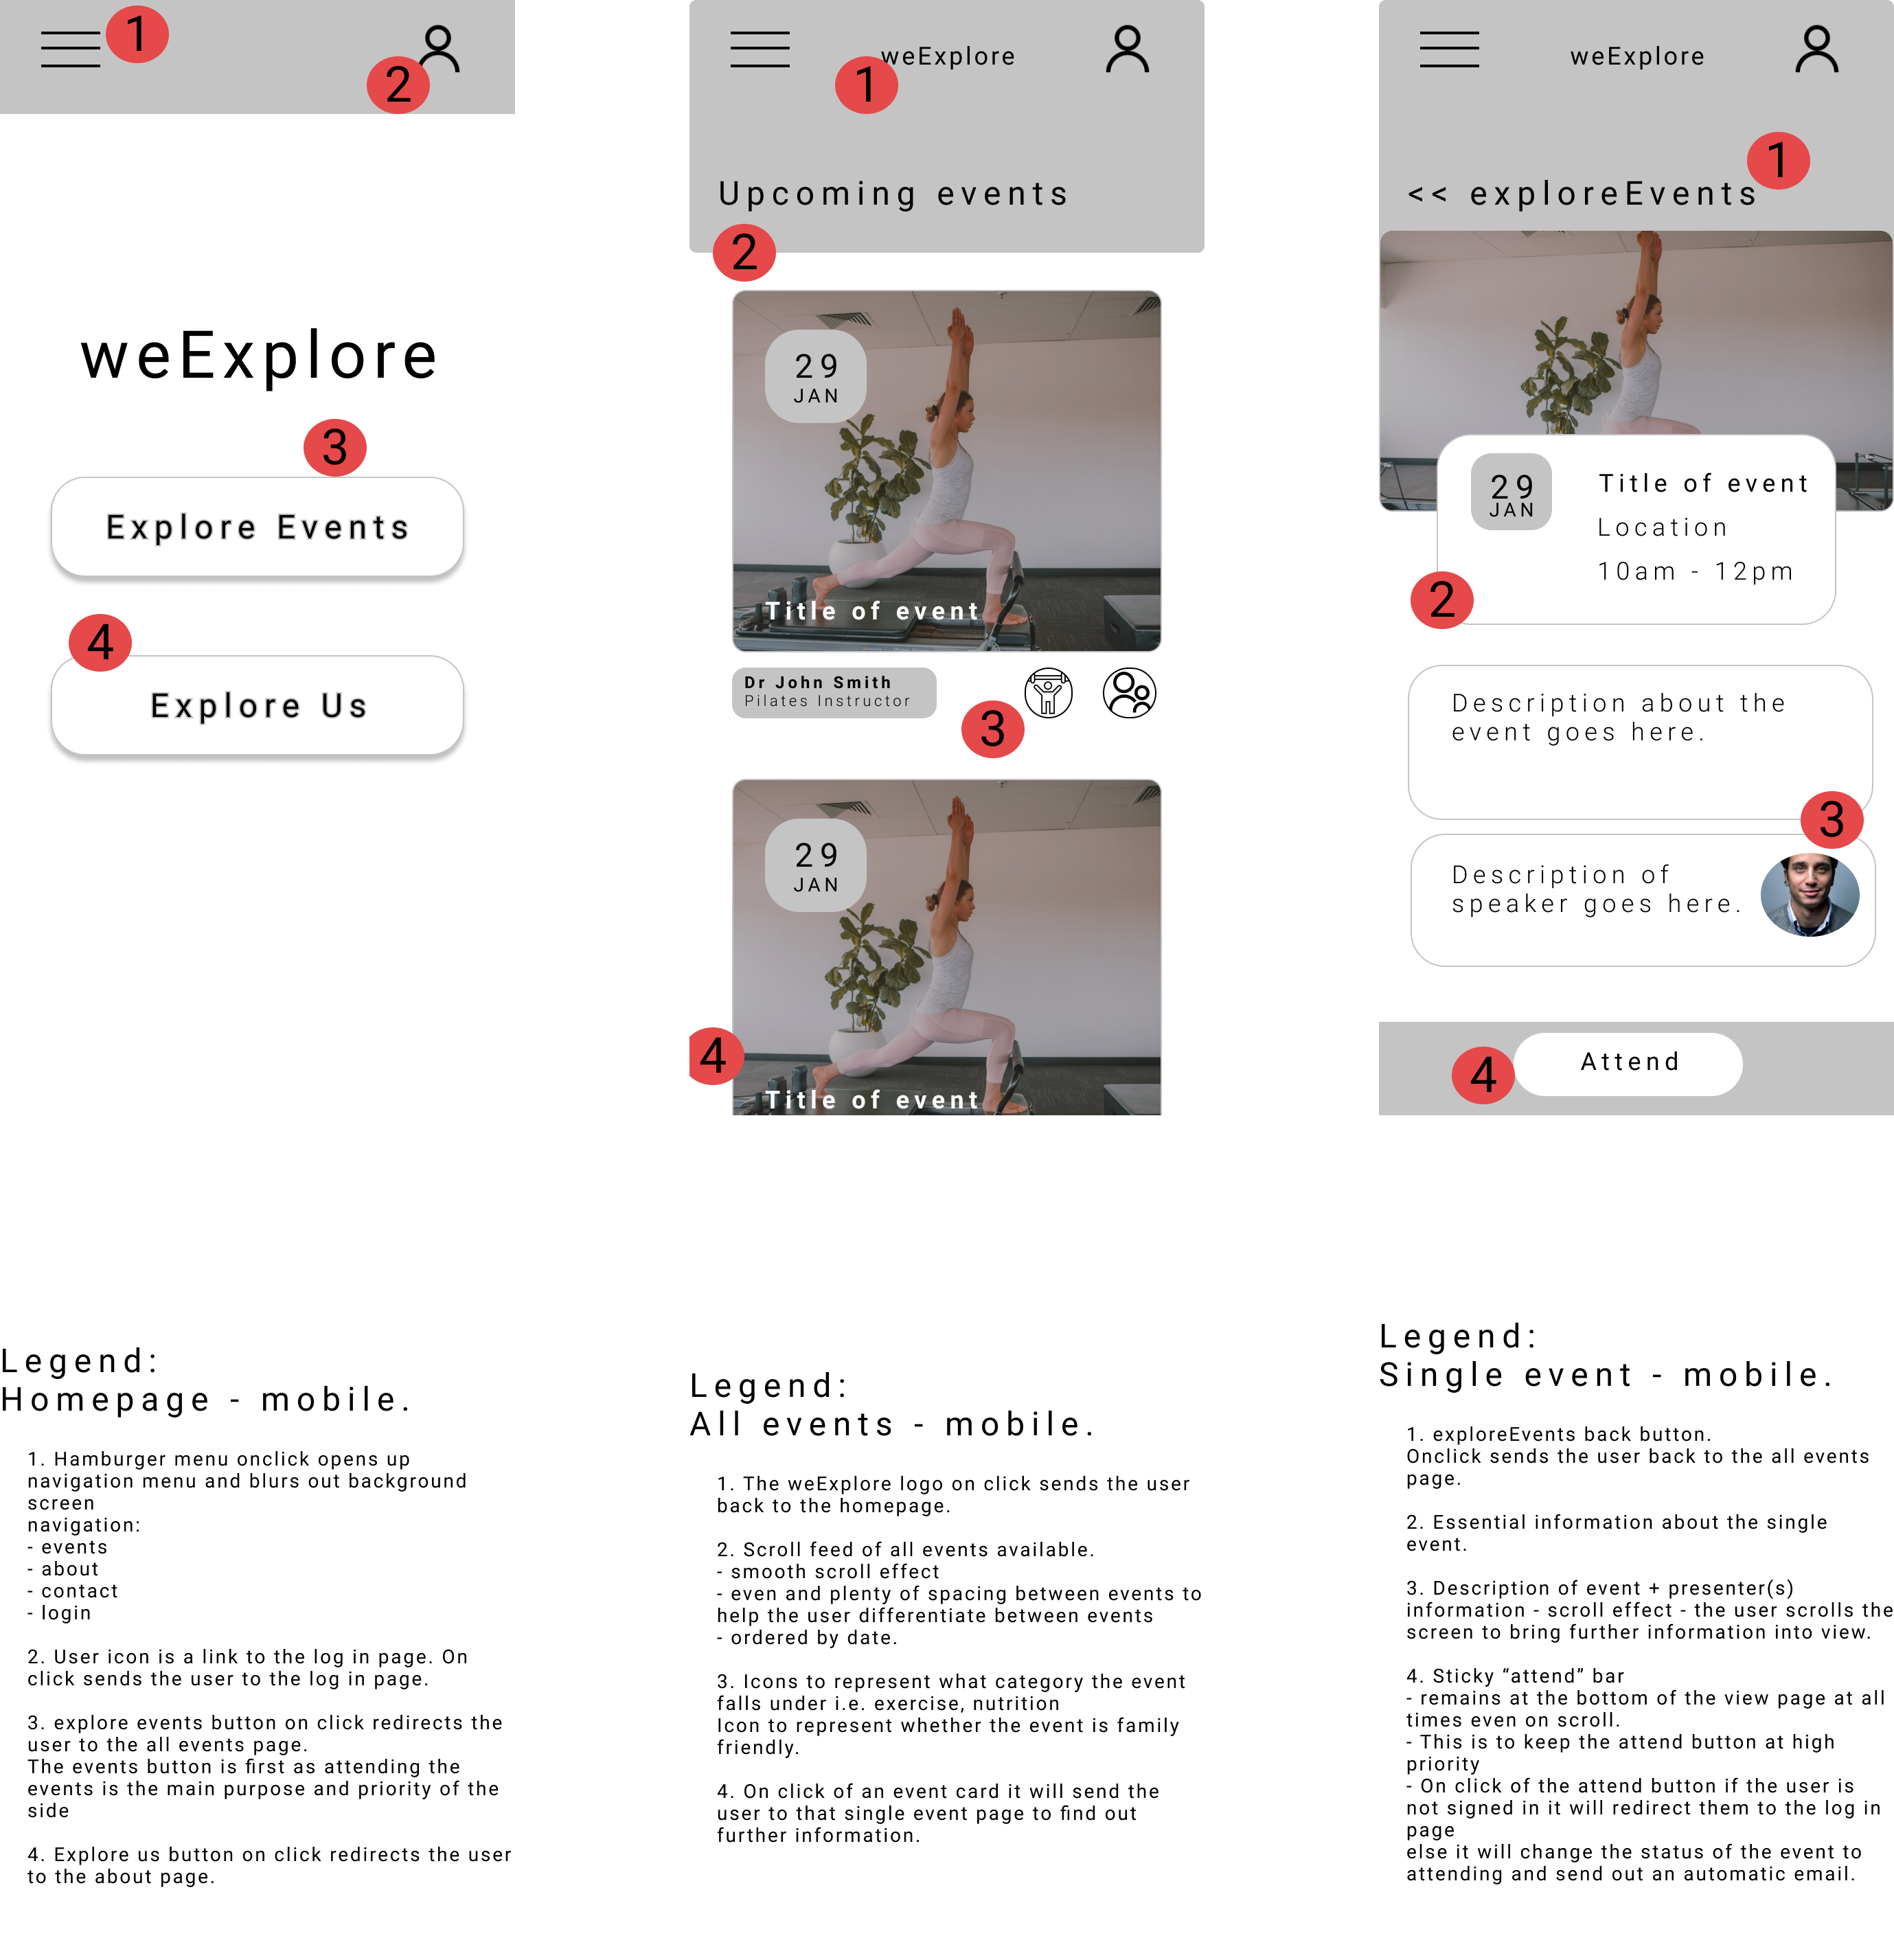 1
2
weExplore
3
Explore Events
4
Explore Us
weExplore
1
Upcoming events
2
29
JAN
Title of event
Dr John Smith
Pilates Instructor
3
29
JAN
4
Title of event
weExplore
1
<< exploreEvents
29
JAN
Title of event
Location
10am - 12pm
2
Description about the
event goes here.
3
Description of
speaker goes here.
4
Attend
Legend:
Homepage - mobile.
1. Hamburger menu onclick opens up
navigation menu and blurs out background
screen
navigation:
- events
- about
- contact
- login
2. User icon is a link to the log in page. On
click sends the user to the log in page.
3. explore events button on click redirects the
user to the all events page.
The events button is first as attending the
events is the main purpose and priority of the
side
4. Explore us button on click redirects the user
to the about page.
Legend:
All events - mobile.
1. The weExplore logo on click sends the user
back to the homepage.
2. Scroll feed of all events available.
- smooth scroll effect
- even and plenty of spacing between events to
help the user differentiate between events
- ordered by date.
3. Icons to represent what category the event
falls under i.e. exercise, nutrition
Icon to represent whether the event is family
friendly.
4. On click of an event card it will send the
user to that single event page to find out
further information.
Legend:
Single event - mobile.
1. exploreEvents back button.
Onclick sends the user back to the all events
page.
2. Essential information about the single
event.
3. Description of event + presenter(s)
information - scroll effect - the user scrolls the
screen to bring further information into view.
4. Sticky “attend” bar
- remains at the bottom of the view page at all
times even on scroll.
- This is to keep the attend button at high
priority
- On click of the attend button if the user is
not signed in it will redirect them to the log in
page
else it will change the status of the event to
attending and send out an automatic email.